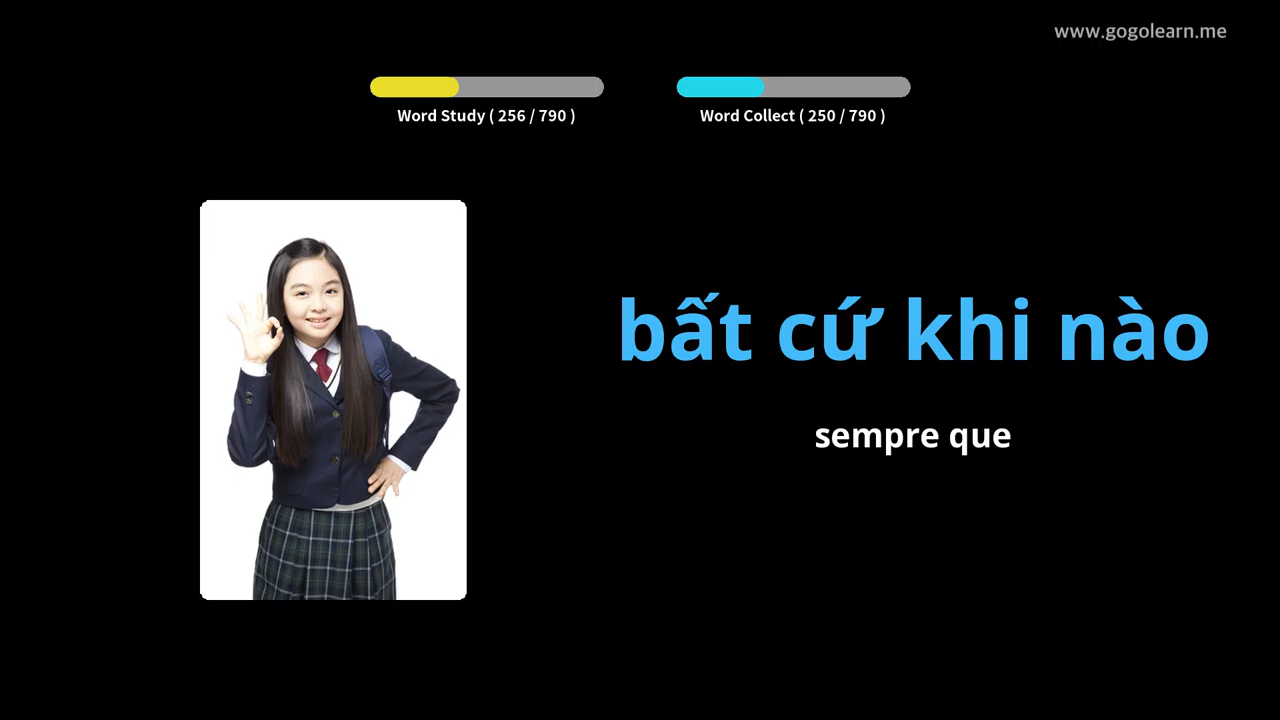 www.gogolearn.me
Word Study ( 256 / 790 )
Word Collect ( 250 / 790 )
bất cứ khi nào
sempre que